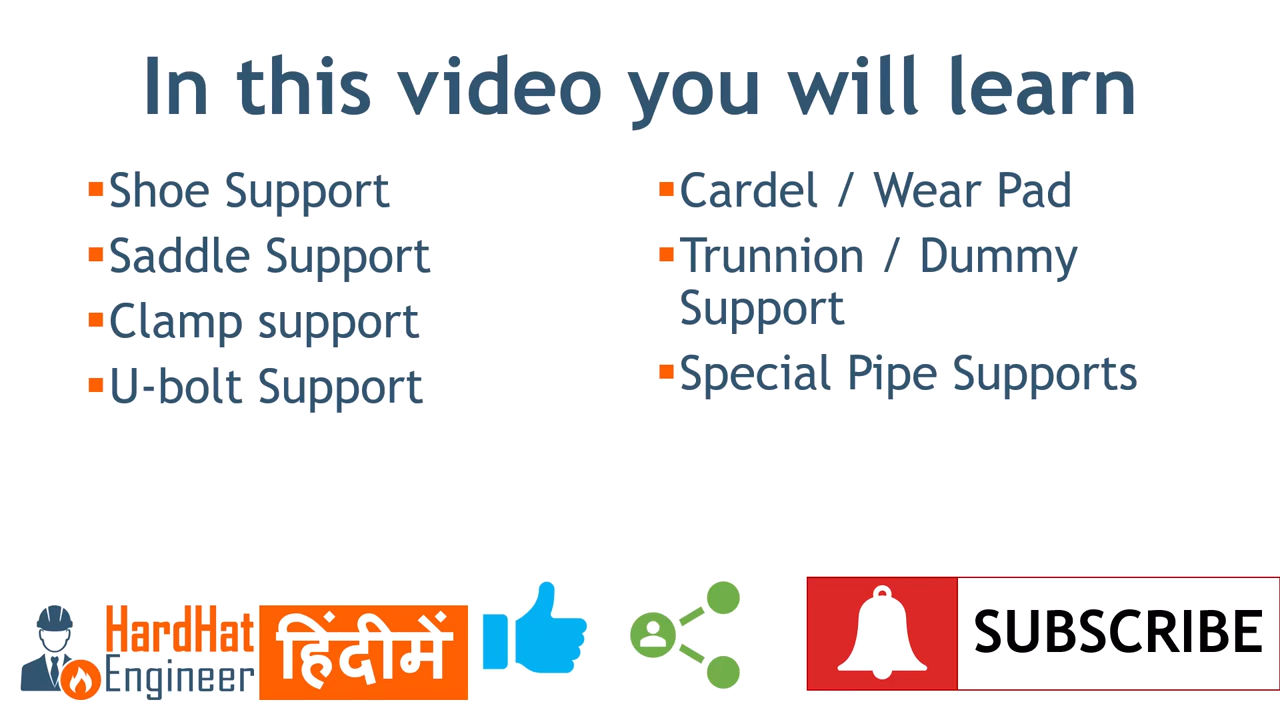 In this video you will learn
▪Shoe Support
▪Saddle Support
▪Clamp support
▪U-bolt Support
▪Cardel / Wear Pad
▪Trunnion / Dummy
Support
▪Special Pipe Supports
HardHat
Engineer
हिंदीमें
SUBSCRIBE